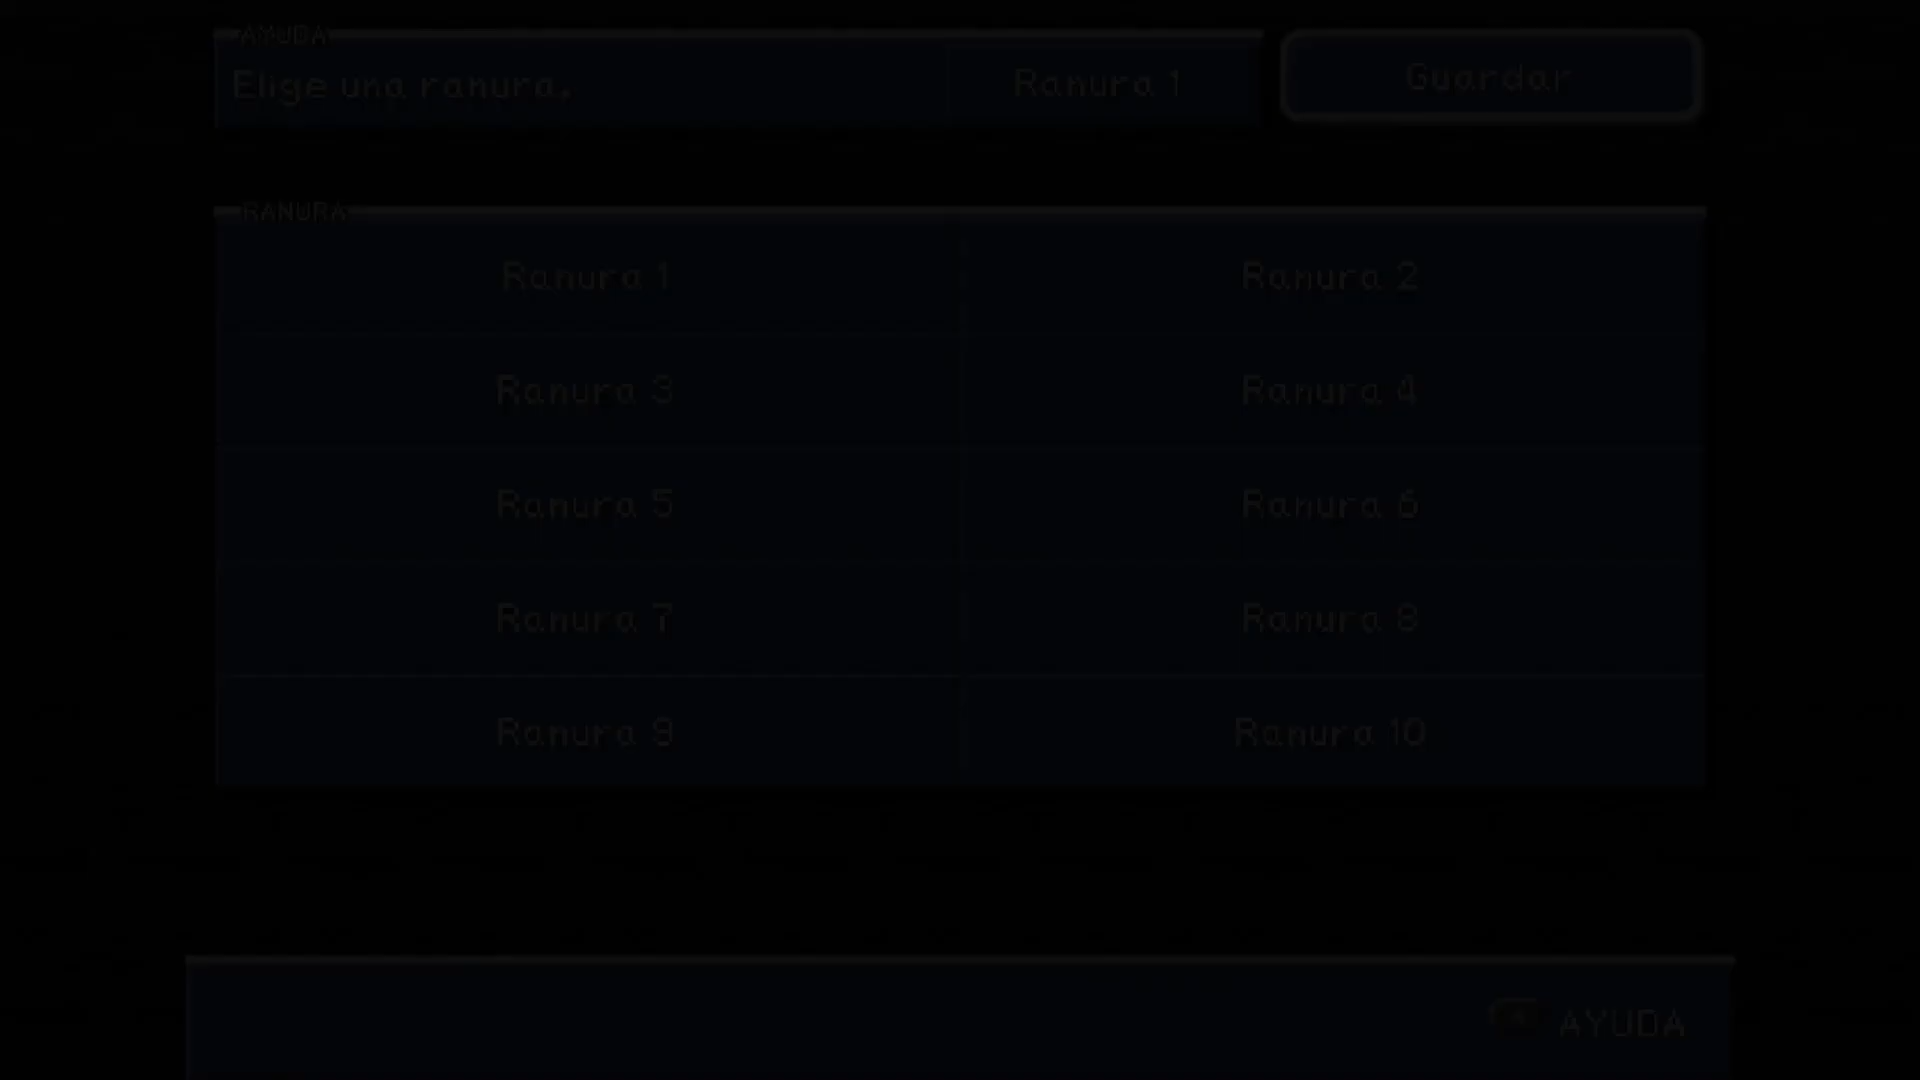 AYUDA
Elige una ranura.
Ranura 1
Guardar
RANURA
Ranura 1
Ranura 2
Ranura 3
Ranura 4
Ranura 5
Ranura 6
Ranura 7
Ranura 8
Ranura 9
Ranura 10
AYUDA